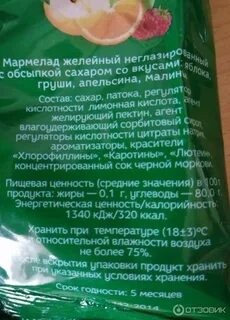 Мармелад желейный неглазированный
с обсыпкой сахаром со вкусами: яблока
груши, апельсина, малины
Состав: сахар, патока, регулятор
кислотности лимонная кислота, агент
желирующий пектин, агент
влагоудерживающий сорбитовый сироп,
регуляторы кислотности цитраты натрия,
ароматизаторы, красители
«Хлорофиллины», «Каротины», «Лютеин»
концентрированный сок черной моркови.
Пищевая ценность (средние значения) в 100 г
продукта: жиры – 0,1 г, углеводы – 80,0 г.
Энергетическая ценность/калорийность:
1340 кДж/320 ккал.
Хранить при температуре (18±3)°С
и относительной влажности воздуха
не более 75%.
После вскрытия упаковки продукт хранить
при указанных условиях хранения.
Срок годности: 5 месяцев
2014
ОТЗОВИК